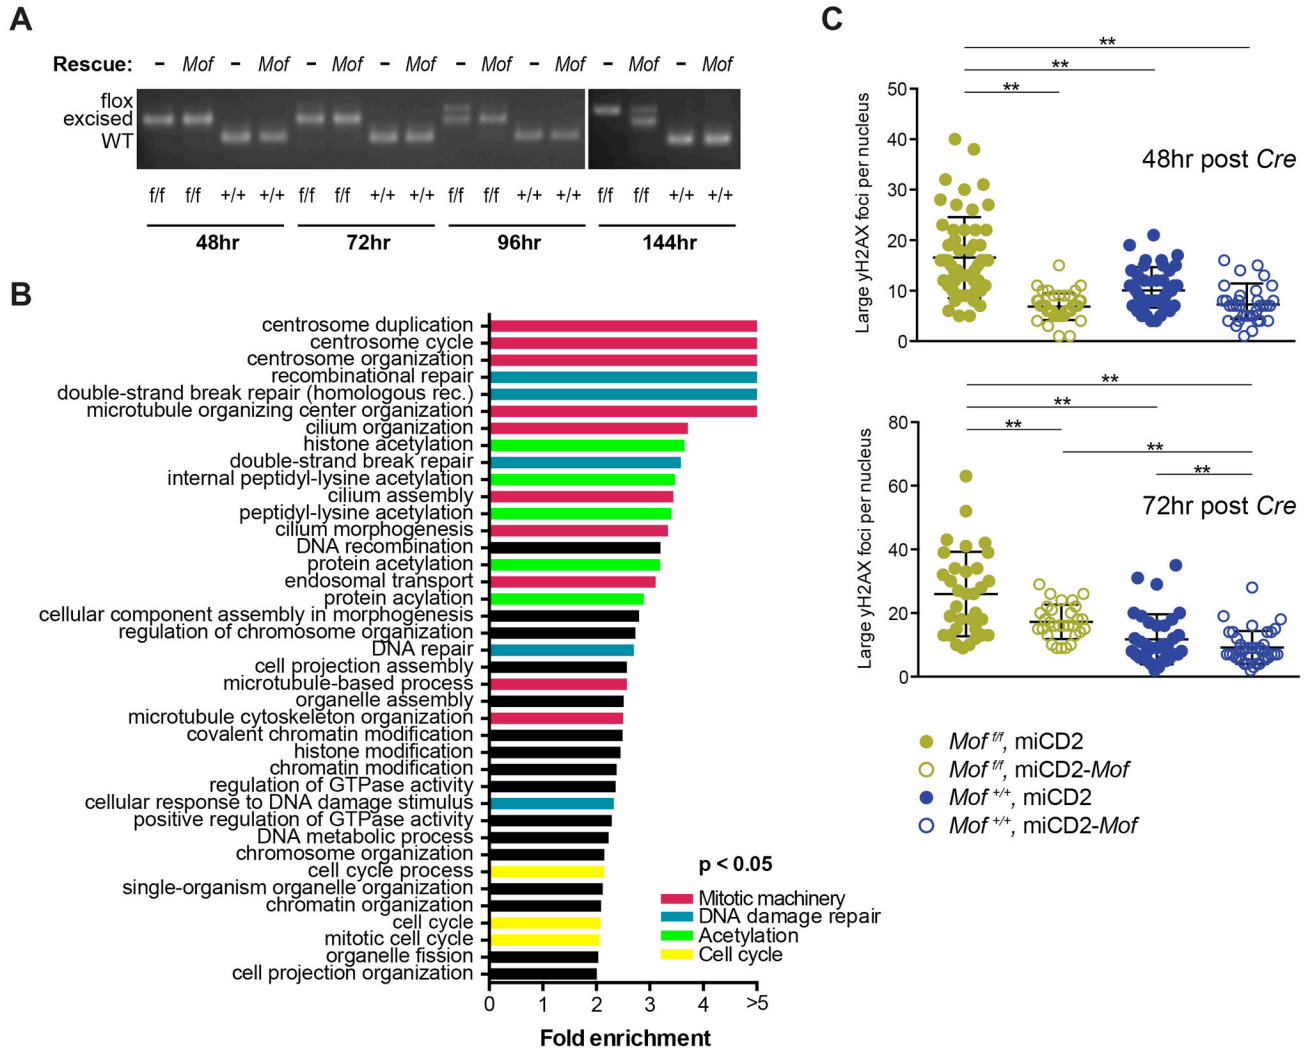 A
Rescue: – Mof – Mof – Mof – Mof – Mof – Mof – Mof – Mof
flox
excised
WT
f/f f/f +/+ +/+ f/f f/f +/+ +/+ f/f f/f +/+ +/+ f/f f/f +/+ +/+
48hr 72hr 96hr 144hr
B
centrosome duplication
centrosome cycle
centrosome organization
recombinational repair
double-strand break repair (homologous rec.)
microtubule organizing center organization
cilium organization
histone acetylation
double-strand break repair
internal peptidyl-lysine acetylation
cilium assembly
peptidyl-lysine acetylation
cilium morphogenesis
DNA recombination
protein acetylation
endosomal transport
protein acylation
cellular component assembly in morphogenesis
regulation of chromosome organization
DNA repair
cell projection assembly
microtubule-based process
organelle assembly
microtubule cytoskeleton organization
covalent chromatin modification
histone modification
chromatin modification
regulation of GTPase activity
cellular response to DNA damage stimulus
positive regulation of GTPase activity
DNA metabolic process
chromosome organization
cell cycle process
single-organism organelle organization
chromatin organization
cell cycle
mitotic cell cycle
organelle fission
cell projection organization
0 1 2 3 4 >5
Fold enrichment
p < 0.05
Mitotic machinery
DNA damage repair
Acetylation
Cell cycle
C
**
**
**
Large yH2AX foci per nucleus
50
40
30
20
10
0
48hr post Cre
**
**
**
**
**
Large yH2AX foci per nucleus
80
60
40
20
0
72hr post Cre
Mof f/f, miCD2
Mof f/f, miCD2-Mof
Mof +/+, miCD2
Mof +/+, miCD2-Mof